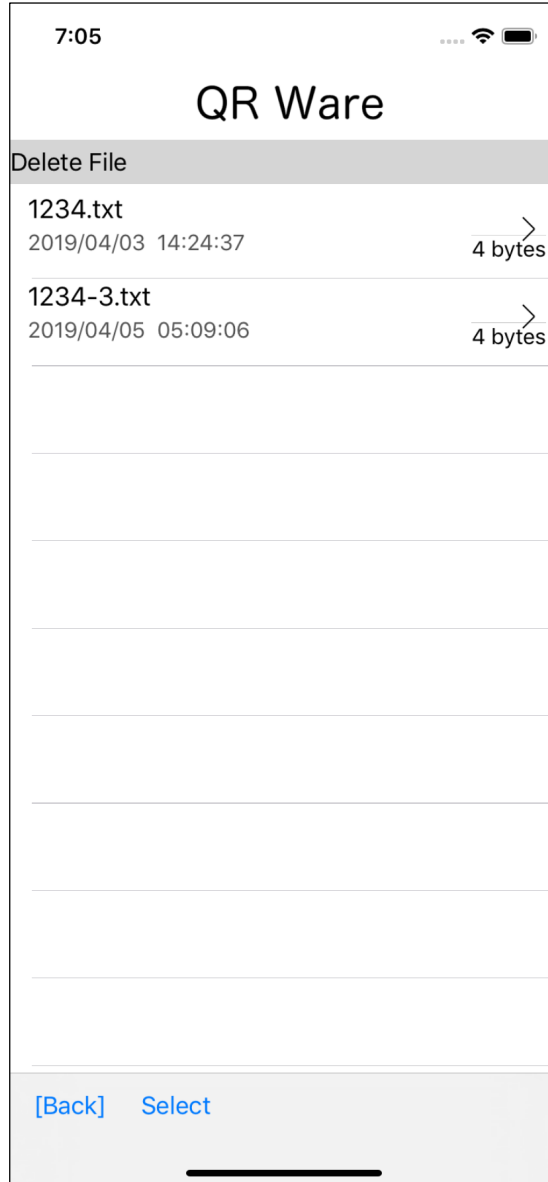 7:05
QR Ware
Delete File
1234.txt
2019/04/03 14:24:37
4 bytes
1234-3.txt
2019/04/05 05:09:06
4 bytes
[Back] Select